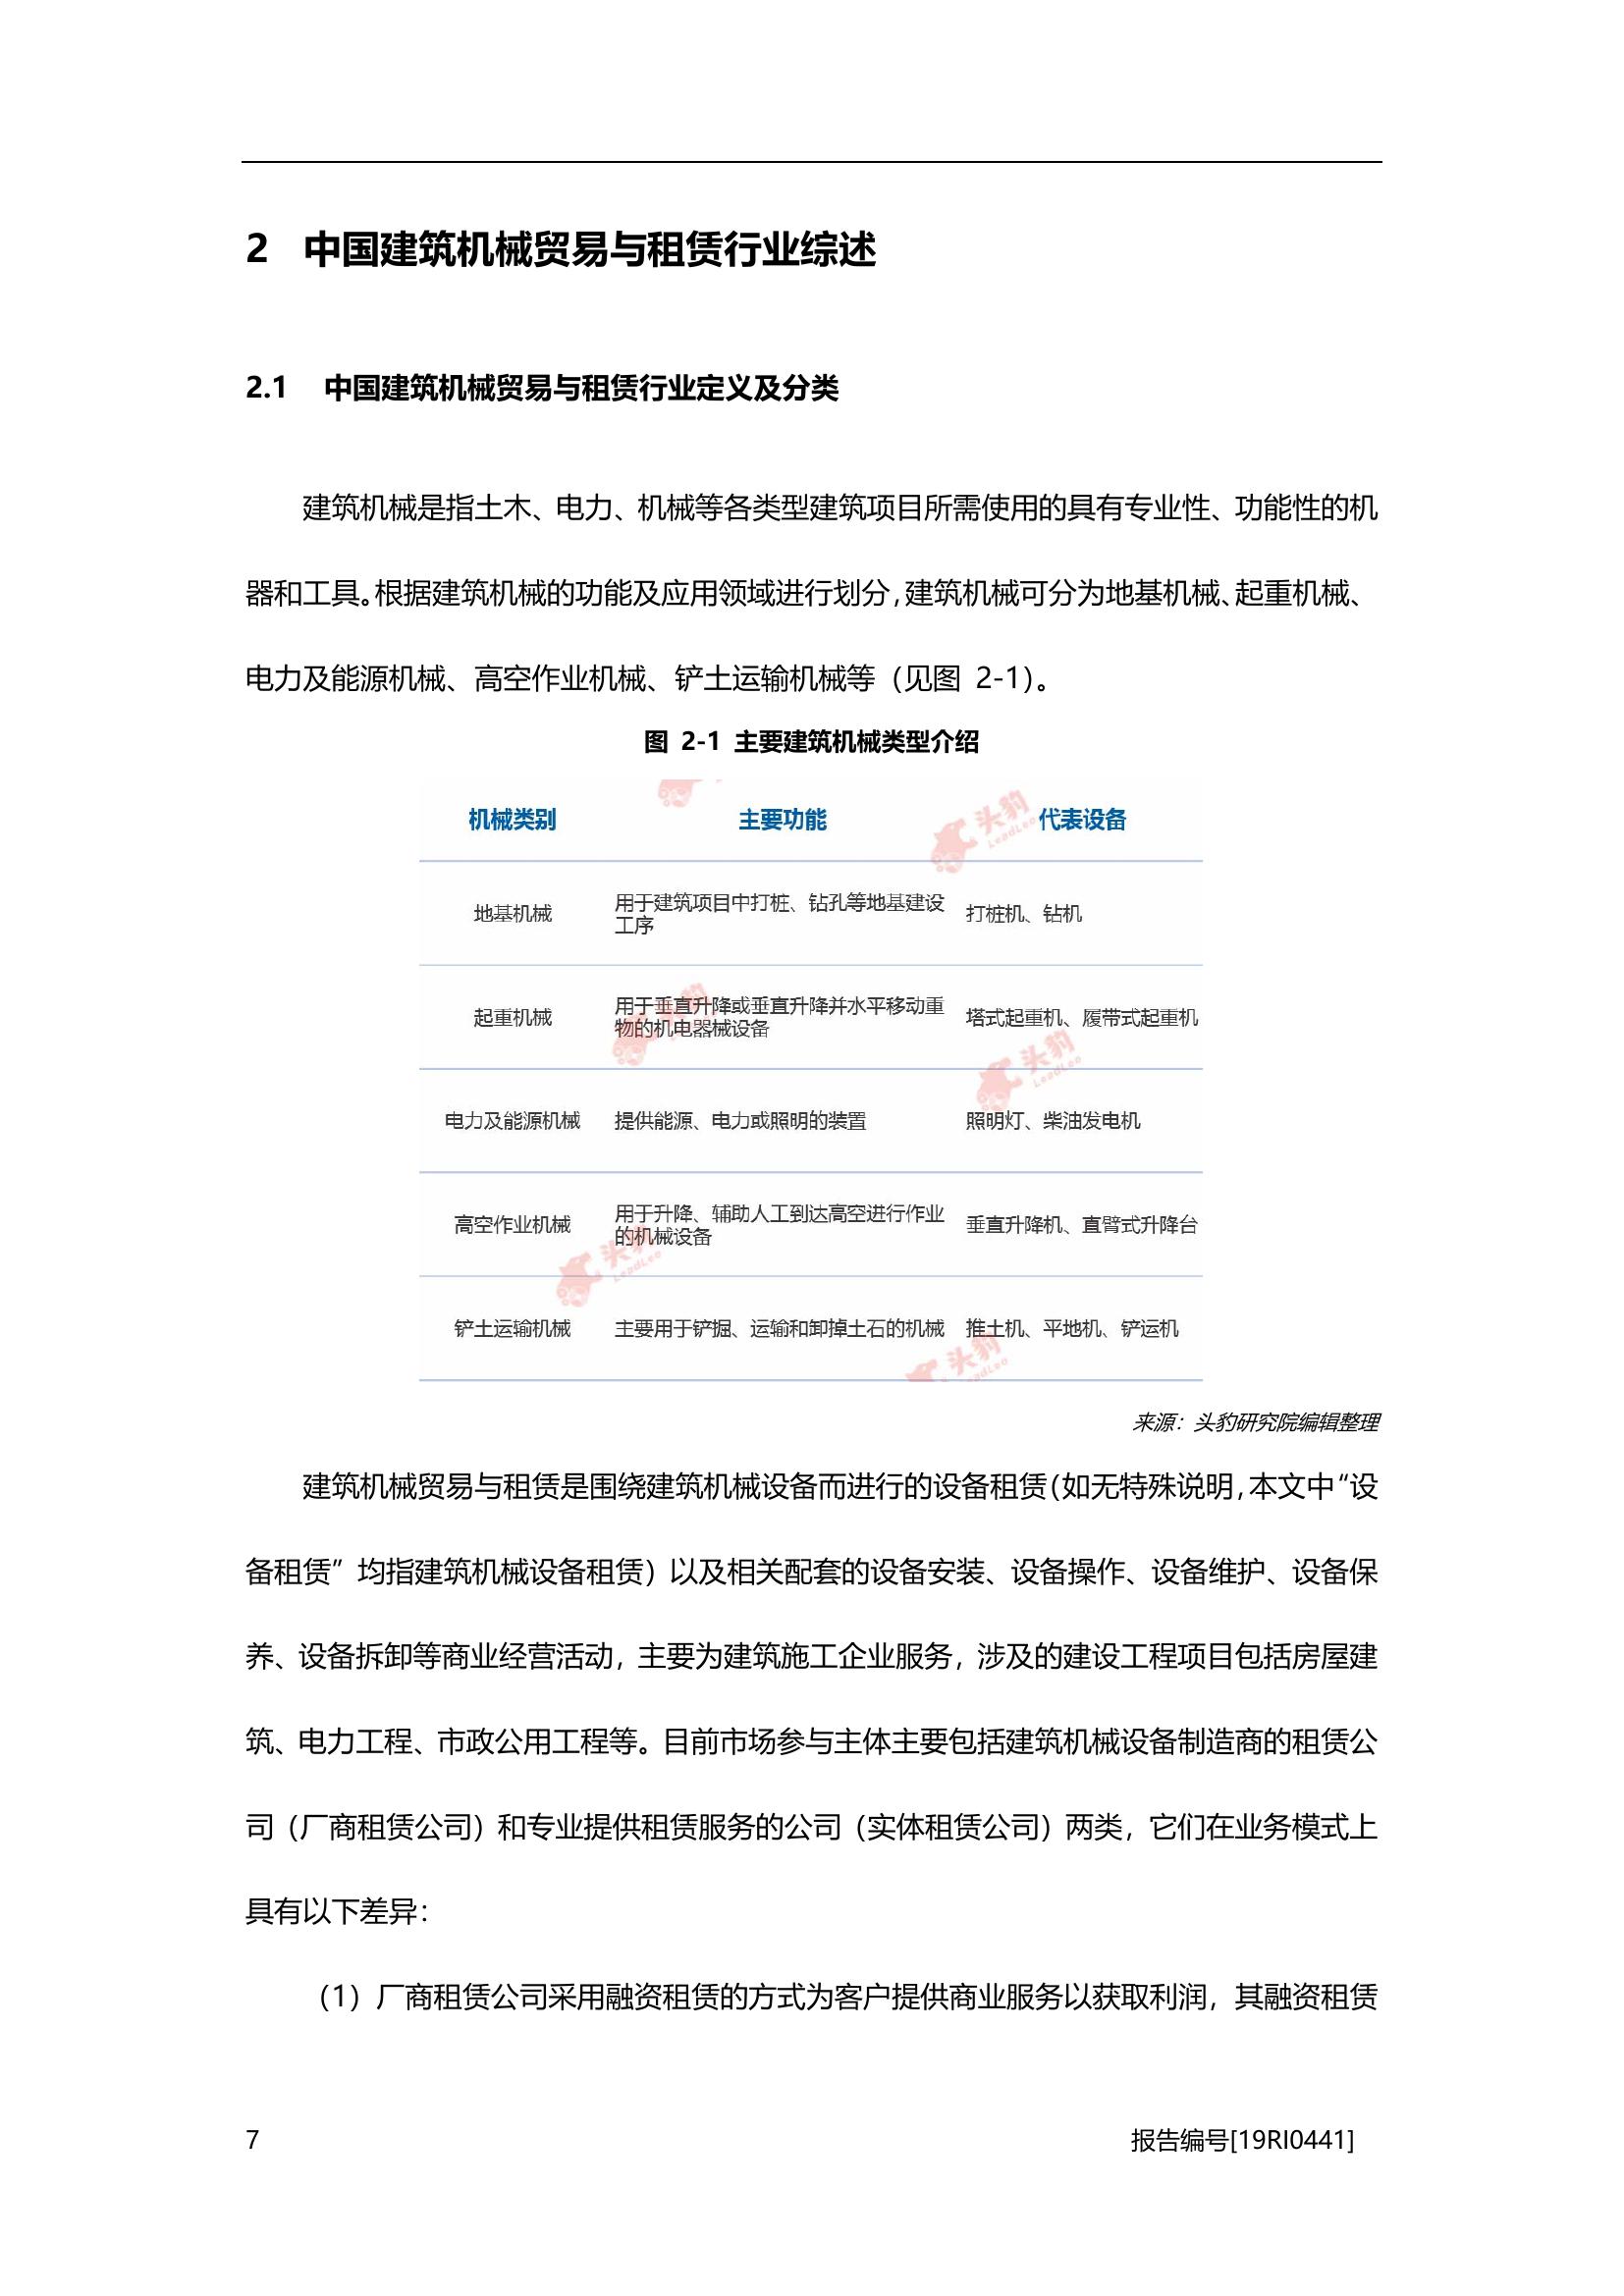 2 中国建筑机械贸易与租赁行业综述
2.1 中国建筑机械贸易与租赁行业定义及分类
建筑机械是指土木、电力、机械等各类型建筑项目所需使用的具有专业性、功能性的机
器和工具。根据建筑机械的功能及应用领域进行划分，建筑机械可分为地基机械、起重机械、
电力及能源机械、高空作业机械、铲土运输机械等（见图 2-1）。
图 2-1 主要建筑机械类型介绍
机械类别 主要功能 代表设备
地基机械 用于建筑项目中打桩、钻孔等地基建设 打桩机、钻机
工序
起重机械 用于垂直升降或垂直升降并水平移动重 塔式起重机、履带式起重机
物的机电器械设备
电力及能源机械 提供能源、电力或照明的装置 照明灯、柴油发电机
高空作业机械 用于升降、辅助人工到达高空进行作业 垂直升降机、直臂式升降台
的机械设备
铲土运输机械 主要用于铲掘、运输和卸掉土石的机械 推土机、平地机、铲运机
头豹
LeadLeo
头豹
头豹
LeadLeo
头豹
LeadLeo
头豹
来源：头豹研究院编辑整理
建筑机械贸易与租赁是围绕建筑机械设备而进行的设备租赁（如无特殊说明，本文中“设
备租赁”均指建筑机械设备租赁）以及相关配套的设备安装、设备操作、设备维护、设备保
养、设备拆卸等商业经营活动，主要为建筑施工企业服务，涉及的建设工程项目包括房屋建
筑、电力工程、市政公用工程等。目前市场参与主体主要包括建筑机械设备制造商的租赁公
司（厂商租赁公司）和专业提供租赁服务的公司（实体租赁公司）两类，它们在业务模式上
具有以下差异：
（1）厂商租赁公司采用融资租赁的方式为客户提供商业服务以获取利润，其融资租赁
7 报告编号[19RI0441]